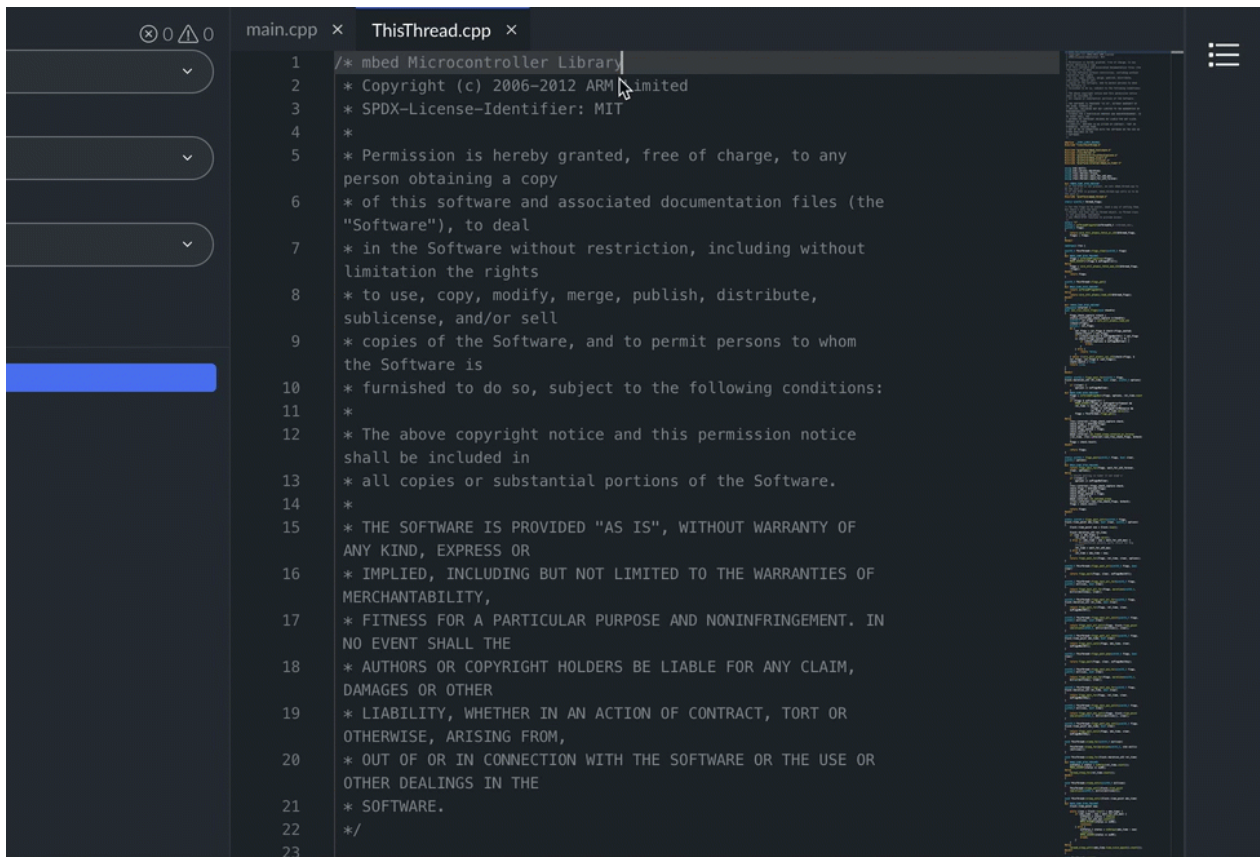 0 0 main.cpp × ThisThread.cpp ×
1 /* mbed Microcontroller Library
2 * Copyright (c) 2006-2012 ARM Limited
3 * SPDX-License-Identifier: MIT
4 *
5 * Permission is hereby granted, free of charge, to any
person obtaining a copy
6 * of this software and associated documentation files (the
"Software"), to deal
7 * in the Software without restriction, including without
limitation the rights
8 * to use, copy, modify, merge, publish, distribute,
sublicense, and/or sell
9 * copies of the Software, and to permit persons to whom
the Software is
10 * furnished to do so, subject to the following conditions:
11 *
12 * The above copyright notice and this permission notice
shall be included in
13 * all copies or substantial portions of the Software.
14 *
15 * THE SOFTWARE IS PROVIDED "AS IS", WITHOUT WARRANTY OF
ANY KIND, EXPRESS OR
16 * IMPLIED, INCLUDING BUT NOT LIMITED TO THE WARRANTIES OF
MERCHANTABILITY,
17 * FITNESS FOR A PARTICULAR PURPOSE AND NONINFRINGEMENT. IN
NO EVENT SHALL THE
18 * AUTHORS OR COPYRIGHT HOLDERS BE LIABLE FOR ANY CLAIM,
DAMAGES OR OTHER
19 * LIABILITY, WHETHER IN AN ACTION OF CONTRACT, TORT OR
OTHERWISE, ARISING FROM,
20 * OUT OF OR IN CONNECTION WITH THE SOFTWARE OR THE USE OR
OTHER DEALINGS IN THE
21 * SOFTWARE.
22 */
23